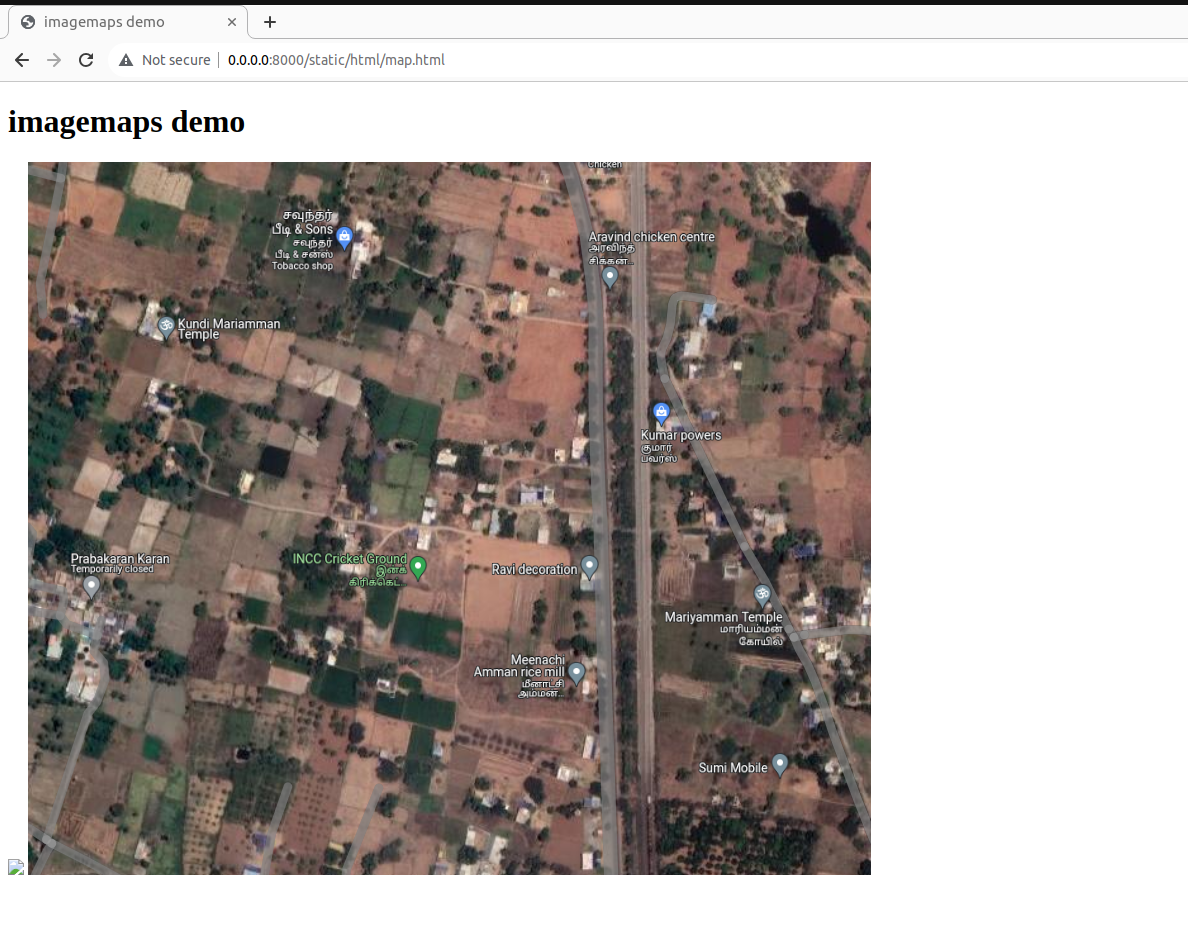 imagemaps demo
Not secure
0.0.0.0:8000/static/html/map.html
imagemaps demo
Chicken
சவுந்தர்
பீடி & Sons
சவுந்தர்
பீடி & சன்ஸ்
Tobacco shop
Aravind chicken centre
அரவிந்த்
சிக்கன்...
Kundi Mariamman
Temple
Kumar powers
குமார்
பவர்ஸ்
Prabakaran Karan
Temporarily closed
INCC Cricket Ground
இனக்
கிரிக்கெட்...
Ravi decoration
Mariyamman Temple
மாரியம்மன்
கோயில்
Meenachi
Amman rice mill
மீனாட்சி
அம்மன்...
Sumi Mobile